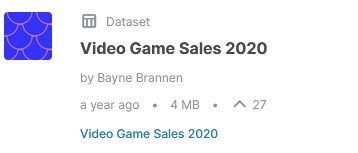 Dataset
Video Game Sales 2020
by Bayne Brannen
a year ago • 4 MB • 27
Video Game Sales 2020